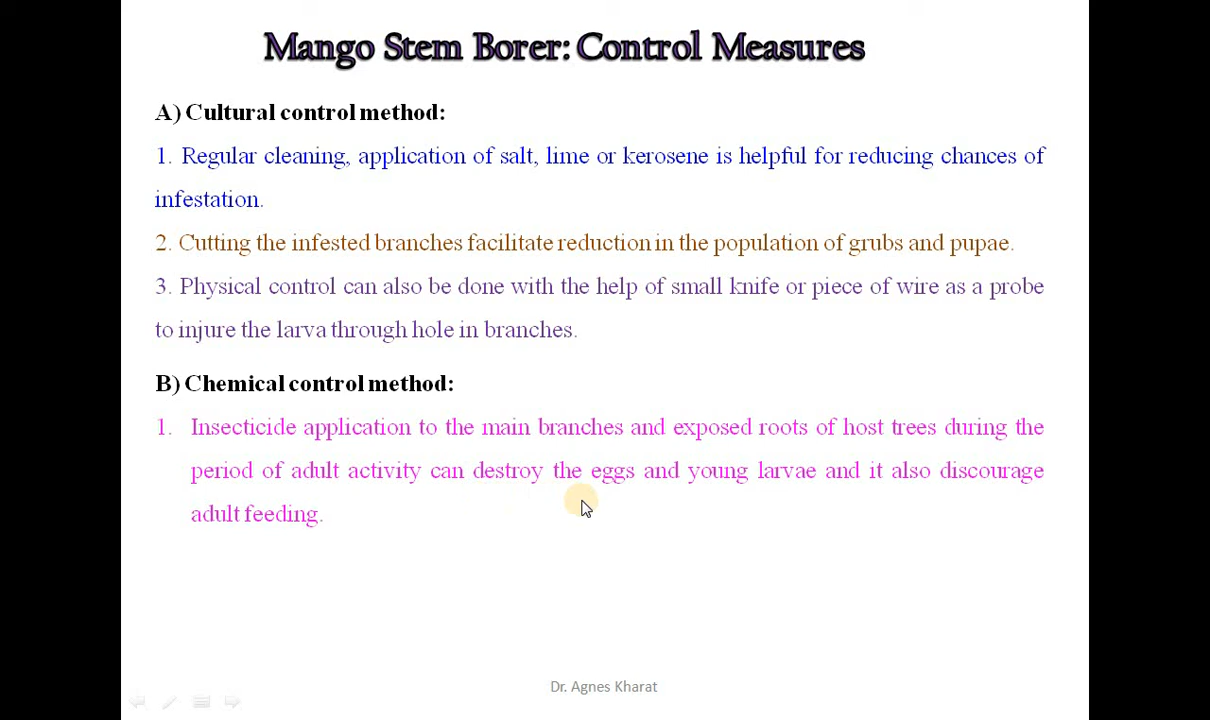 Mango Stem Borer: Control Measures
A) Cultural control method:
1. Regular cleaning, application of salt, lime or kerosene is helpful for reducing chances of
infestation.
2. Cutting the infested branches facilitate reduction in the population of grubs and pupae.
3. Physical control can also be done with the help of small knife or piece of wire as a probe
to injure the larva through hole in branches.
B) Chemical control method:
1. Insecticide application to the main branches and exposed roots of host trees during the
period of adult activity can destroy the eggs and young larvae and it also discourage
adult feeding.
Dr. Agnes Kharat